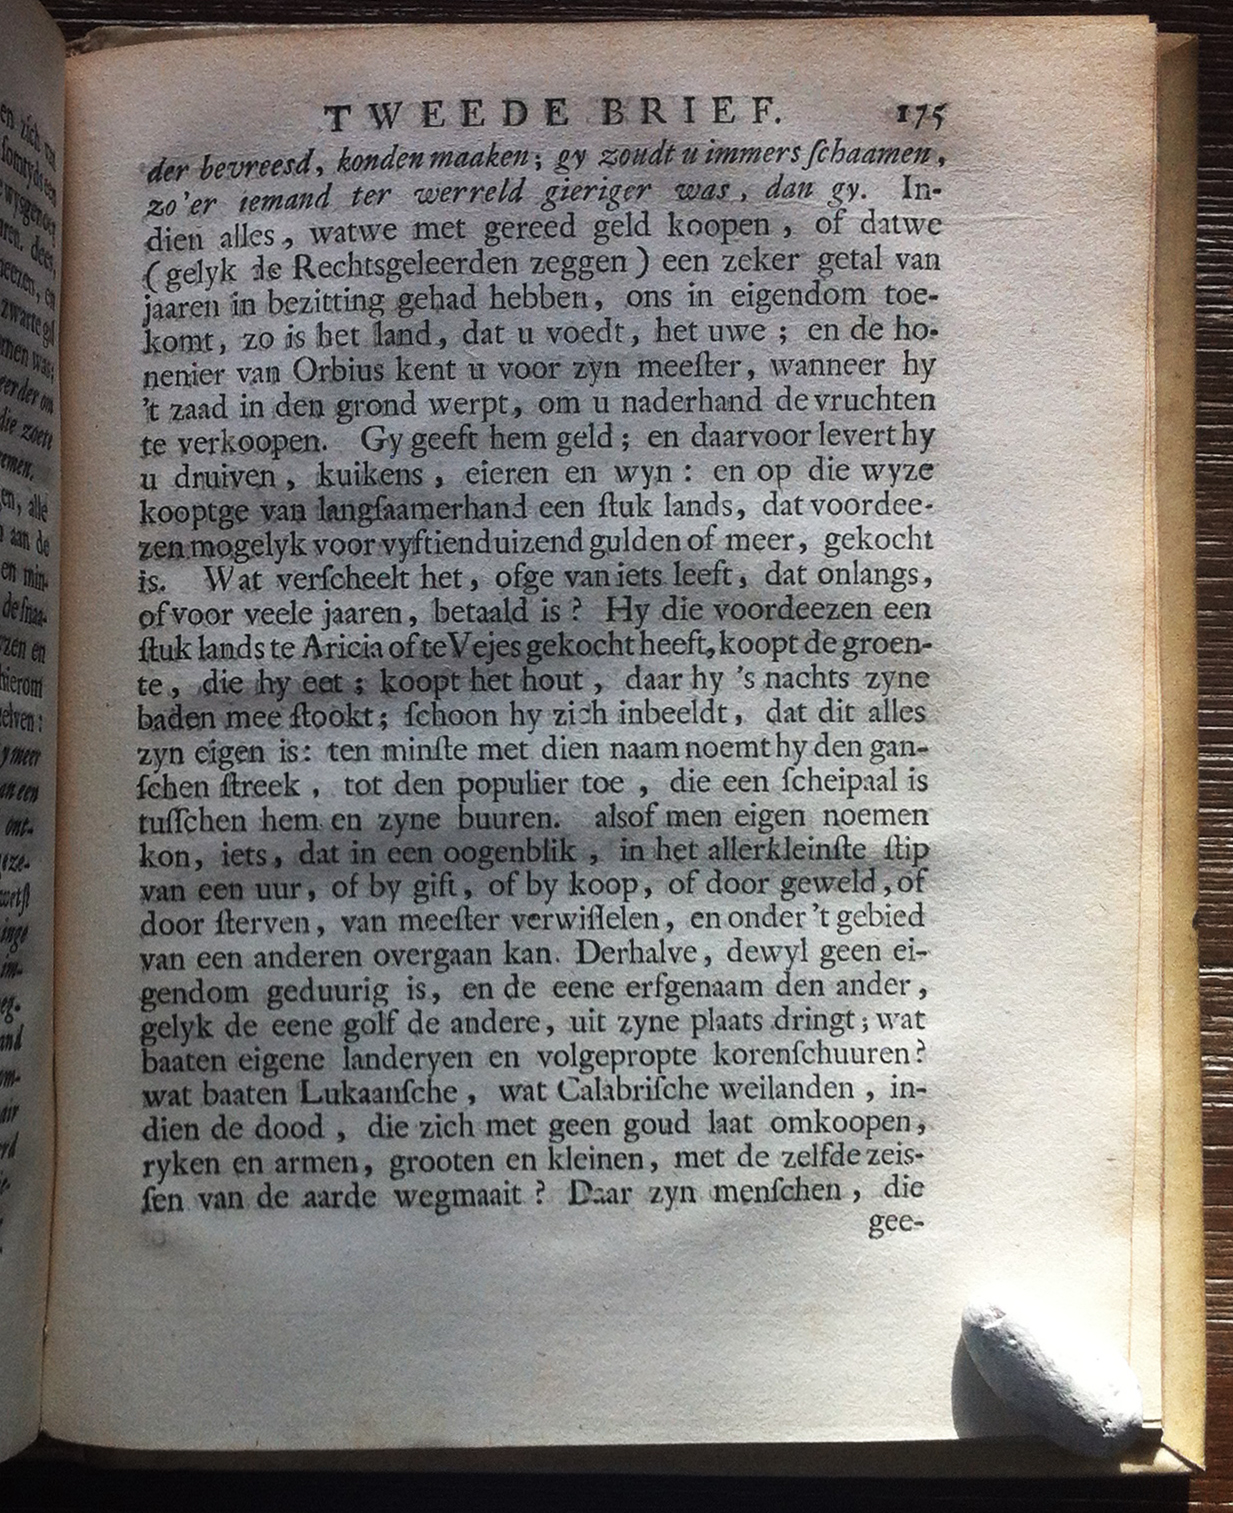 TWEEDE BRIEF. 175
der bevreesd, konden maaken; gy zoudt u immers ſchaamen,
zo'er iemand ter werreld gieriger was, dan gy. In-
dien alles, watwe met gereed geld koopen, of datwe
(gelyk de Rechtsgeleerden zeggen) een zeker getal van
jaaren in bezitting gehad hebben, ons in eigendom toe-
komt, zo is het land, dat u voedt, het uwe; en de ho-
nenier van Orbius kent u voor zyn meeſter, wanneer hy
't zaad in den grond werpt, om u naderhand de vruchten
te verkoopen. Gy geeft hem geld; en daarvoor levert hy
u druiven, kuikens, eieren en wyn: en op die wyze
kooptge van langſaamerhand een ſtuk lands, dat voordee-
zen mogelyk voor vyftienduizend gulden of meer, gekocht
is. Wat verſcheelt het, ofge van iets leeft, dat onlangs,
of voor veele jaaren, betaald is? Hy die voordeezen een
ſtuk lands te Aricia of te Vejes gekocht heeft, koopt de groen-
te, die hy eet; koopt het hout, daar hy 's nachts zyne
baden mee ſtookt; ſchoon hy zich inbeeldt, dat dit alles
zyn eigen is: ten minſte met dien naam noemt hy den gan-
ſchen ſtreek, tot den populier toe, die een ſcheipaal is
tuſſchen hem en zyne buuren. alsof men eigen noemen
kon, iets, dat in een oogenblik, in het allerkleinſte ſtip
van een uur, of by gift, of by koop, of door geweld, of
door ſterven, van meeſter verwiſſelen, en onder 't gebied
van een anderen overgaan kan. Derhalve, dewyl geen ei-
gendom geduurig is, en de eene erfgenaam den ander,
gelyk de eene golf de andere, uit zyne plaats dringt; wat
baaten eigene landeryen en volgepropte korenſchuuren?
wat baaten Lukaanſche, wat Calabriſche weilanden, in-
dien de dood, die zich met geen goud laat omkoopen,
ryken en armen, grooten en kleinen, met de zelfde zeis-
ſen van de aarde wegmaait? Daar zyn menſchen, die
gee-